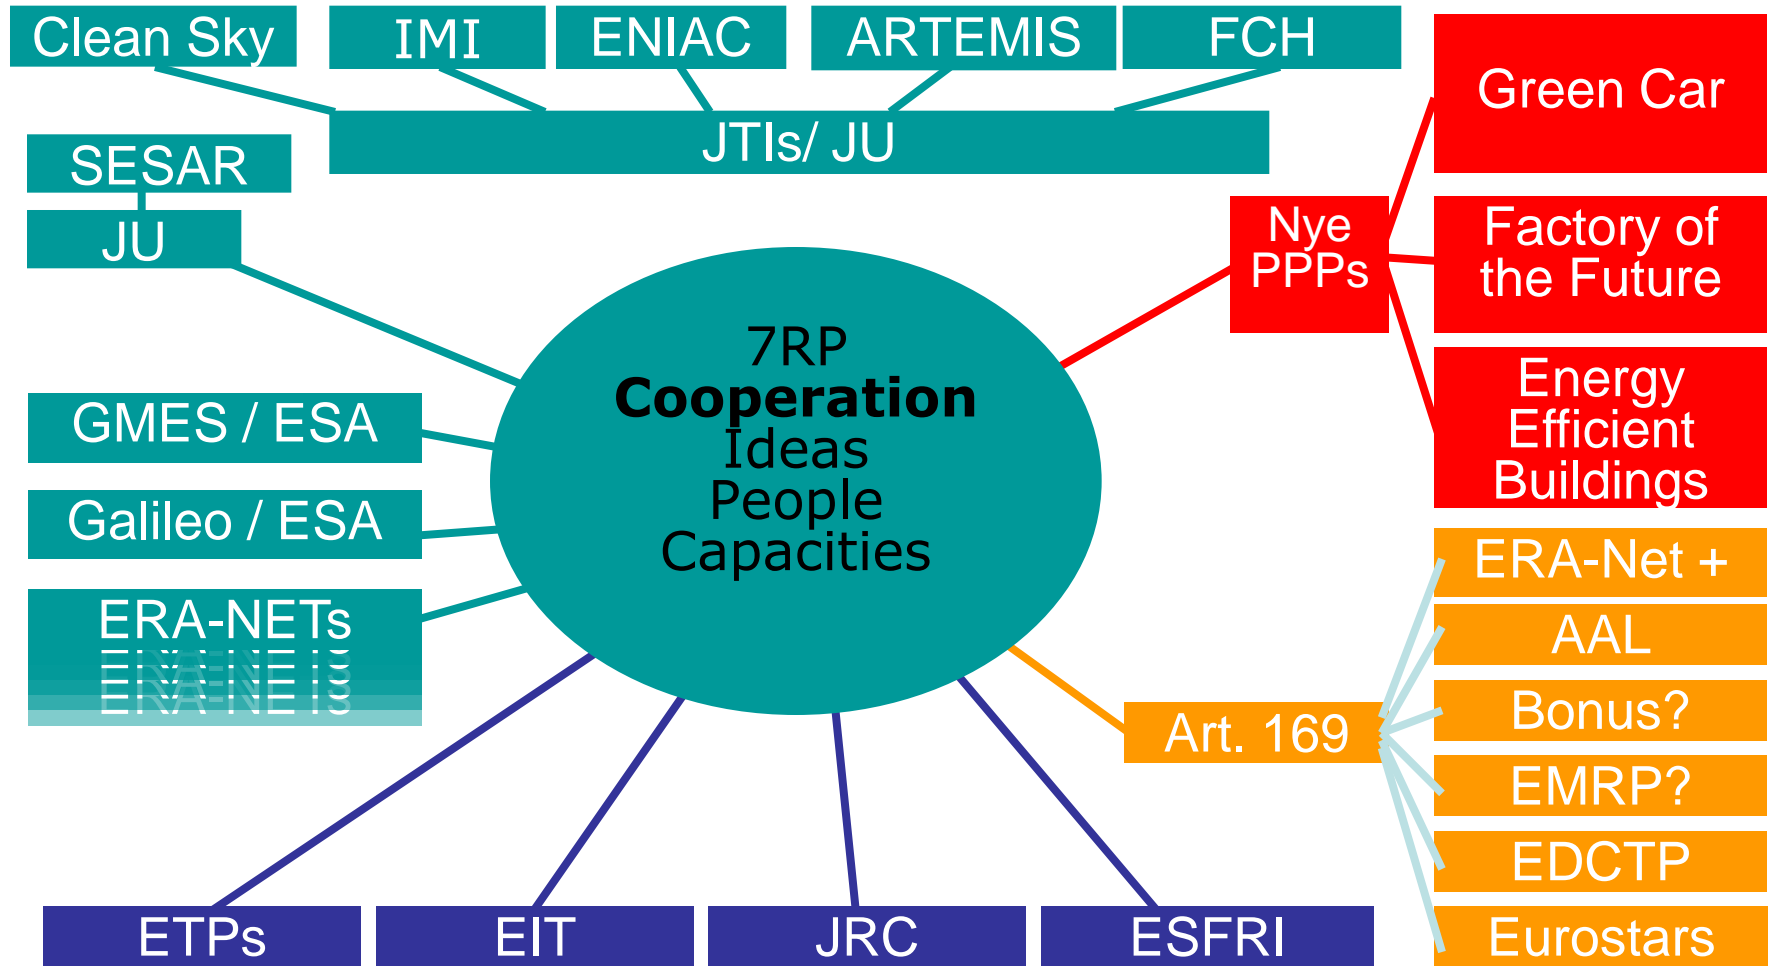 Clean Sky
IMI
ENIAC
ARTEMIS
FCH
JTIs/ JU
SESAR
JU
Green Car
Nye
PPPs
Factory of
the Future
Energy
Efficient
Buildings
7RP
Cooperation
Ideas
People
Capacities
GMES / ESA
Galileo / ESA
ERA-NETs
ERA-Net +
AAL
Bonus?
Art. 169
EMRP?
EDCTP
Eurostars
ETPs
EIT
JRC
ESFRI